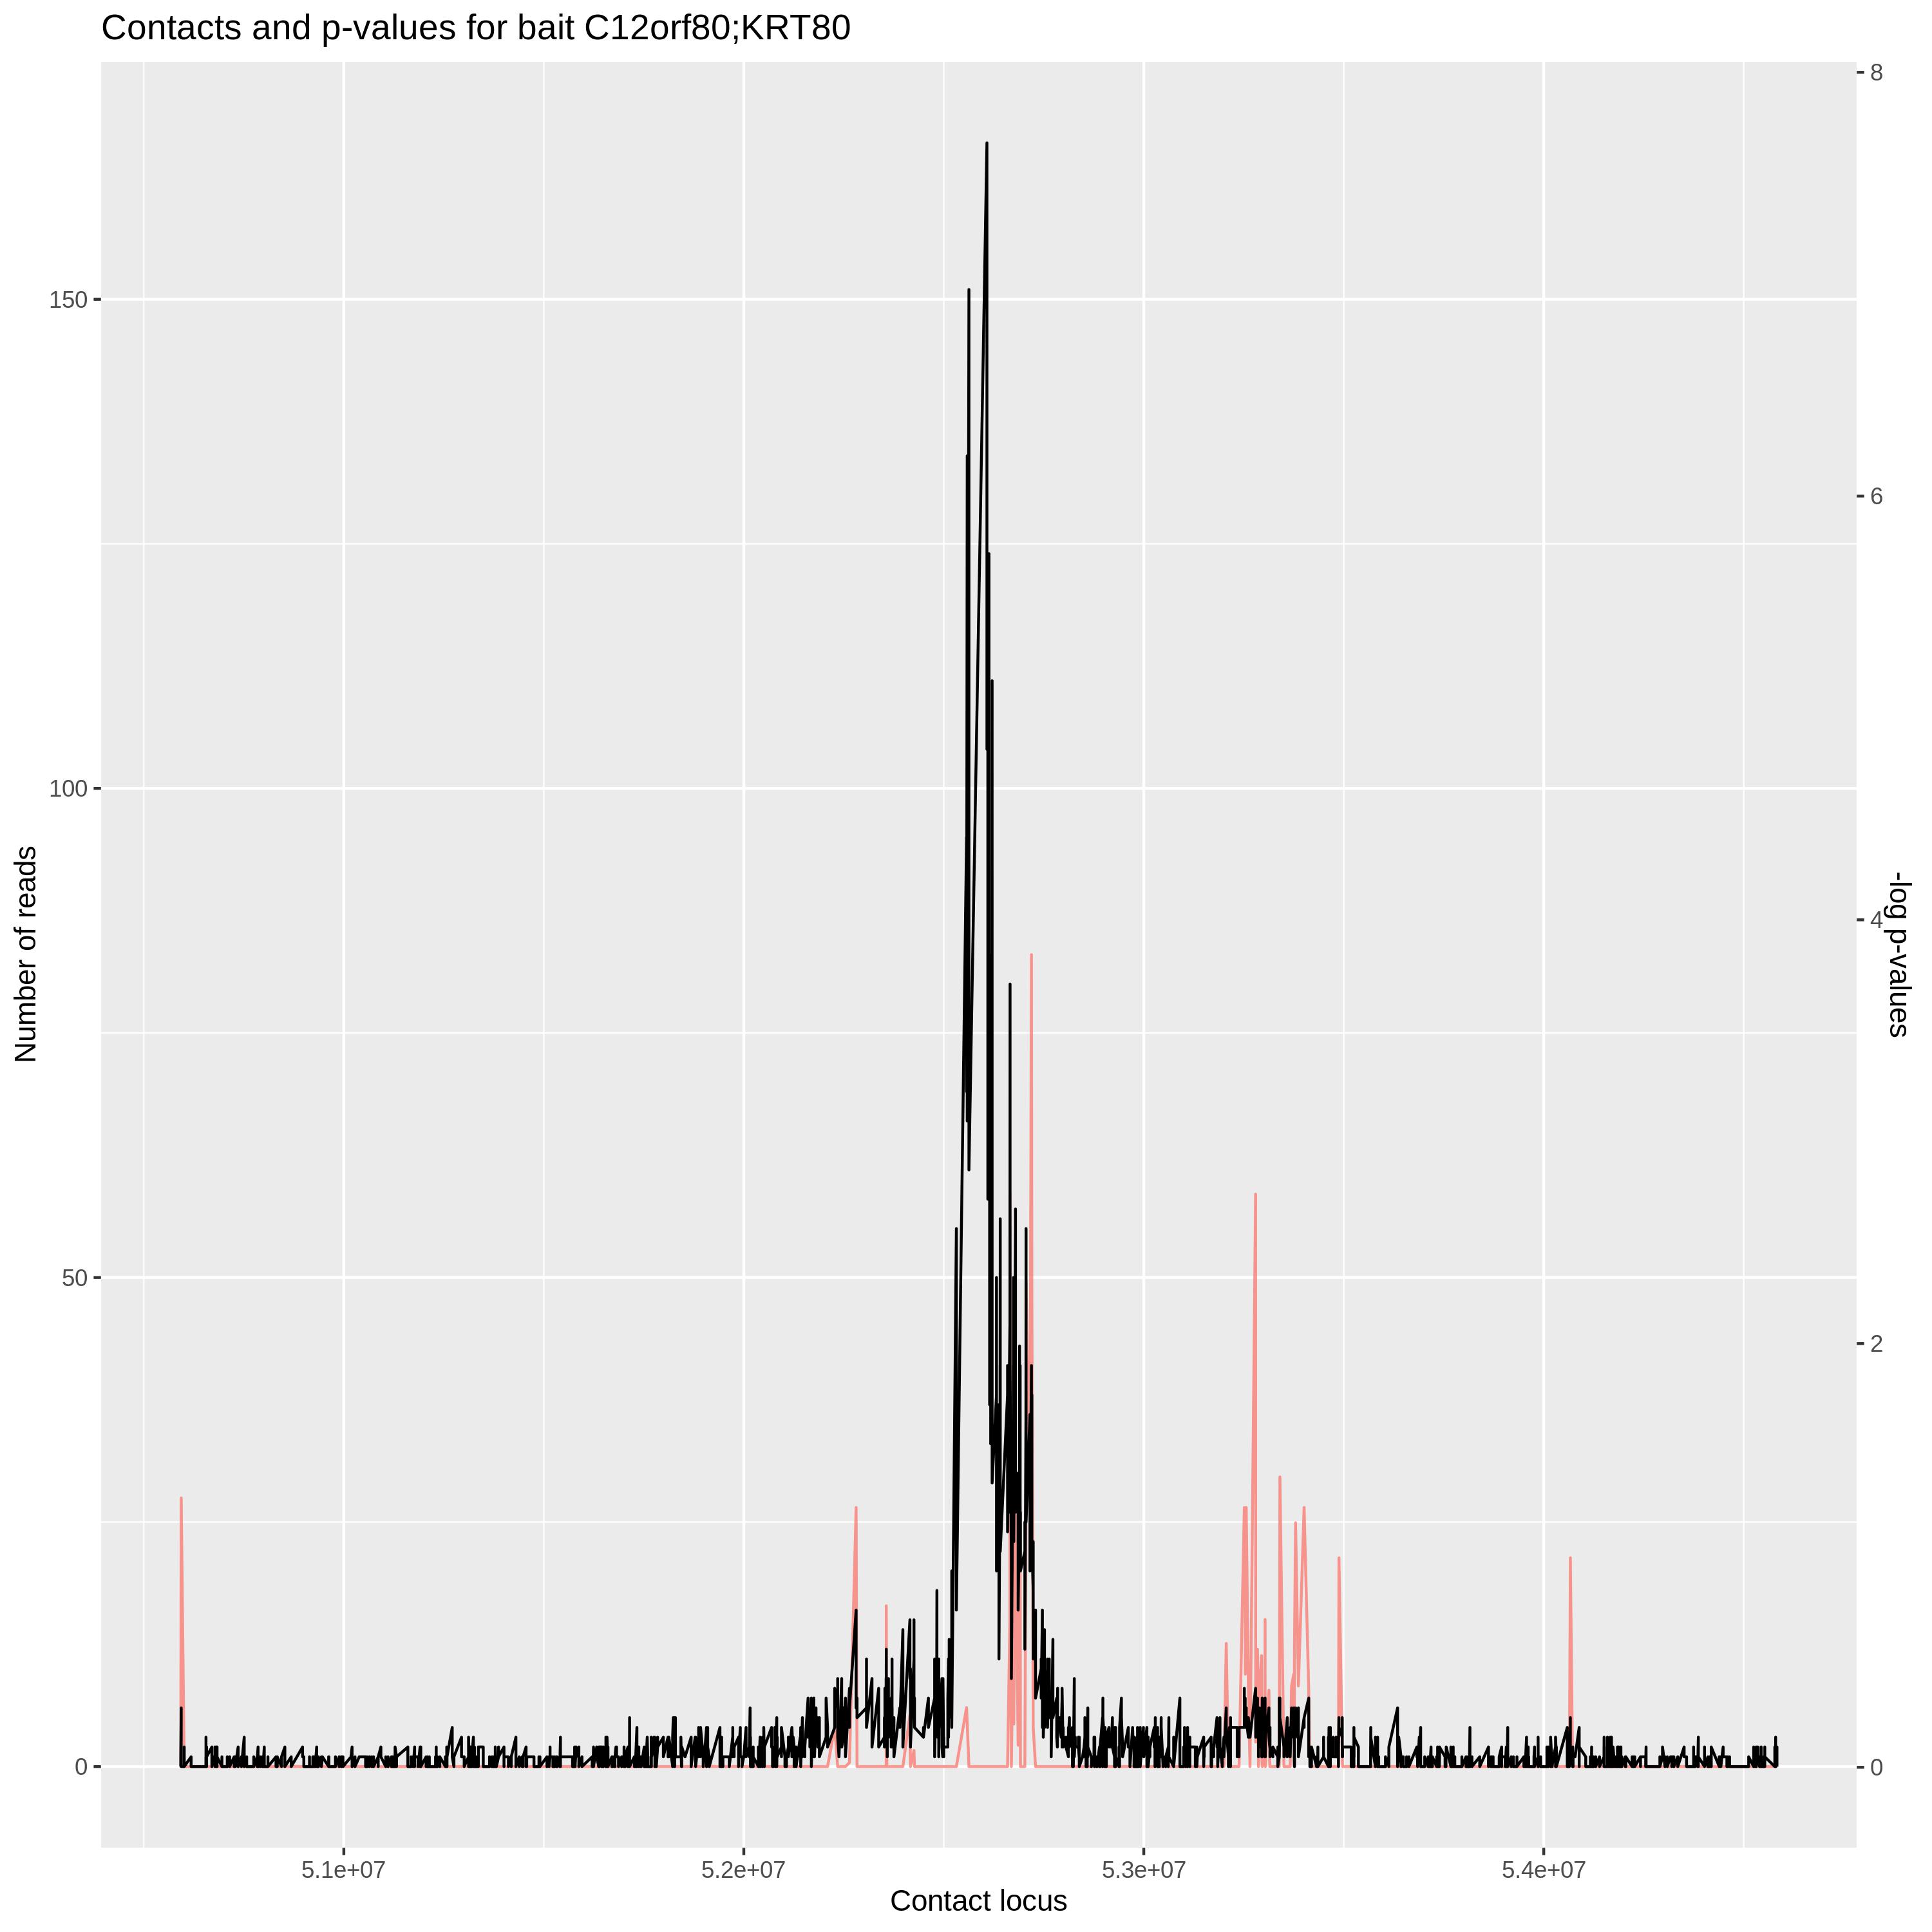 Contacts and p-values for bait C12orf80;KRT80
8
150
6
100
4
Number of reads
-log p-values
50
2
0
0
5.1e+07
5.2e+07
5.3e+07
5.4e+07
Contact locus